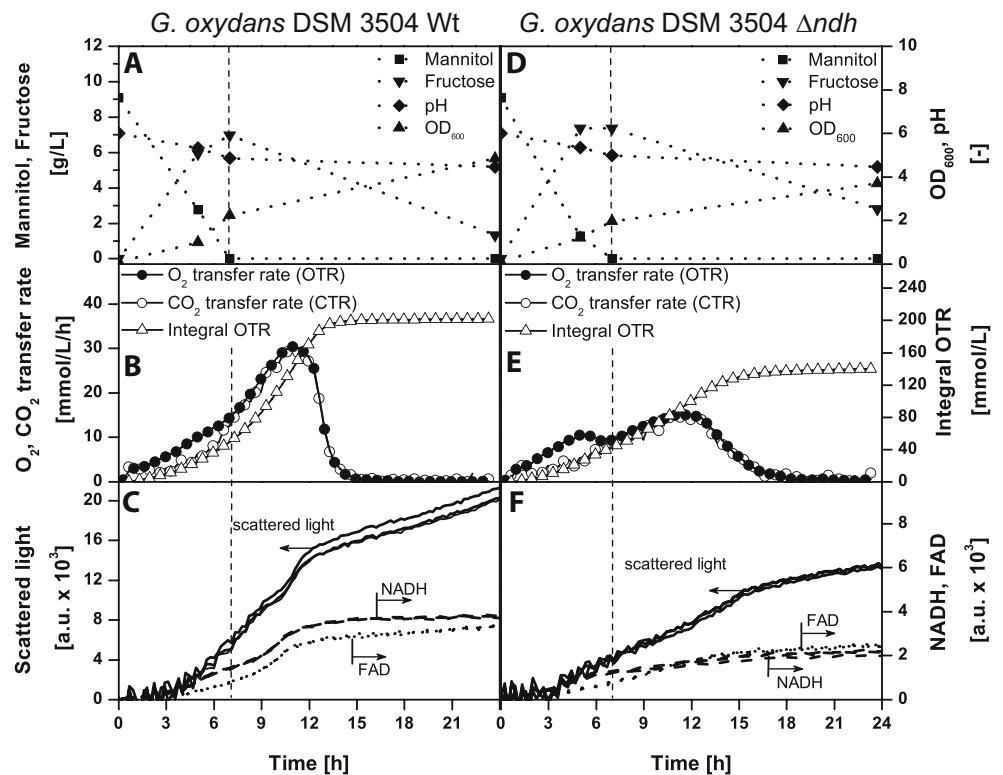 G. oxydans DSM 3504 Wt
G. oxydans DSM 3504 Δndh
A
Mannitol
Fructose
pH
OD600
12
10
8
6
4
2
0
Mannitol, Fructose
[g/L]
D
Mannitol
Fructose
pH
OD600
10
8
6
4
2
0
OD600, pH
[-]
B
O2 transfer rate (OTR)
CO2 transfer rate (CTR)
Integral OTR
40
30
20
10
0
O2, CO2 transfer rate
[mmol/L/h]
E
O2 transfer rate (OTR)
CO2 transfer rate (CTR)
Integral OTR
240
200
160
120
80
40
0
Integral OTR
[mmol/L]
C
scattered light
NADH
FAD
20
16
12
8
4
0
Scattered light
[a.u. x 10³]
F
scattered light
FAD
NADH
8
6
4
2
0
NADH, FAD
[a.u. x 10³]
0 3 6 9 12 15 18 21
0 3 6 9 12 15 18 21 24
Time [h]
Time [h]